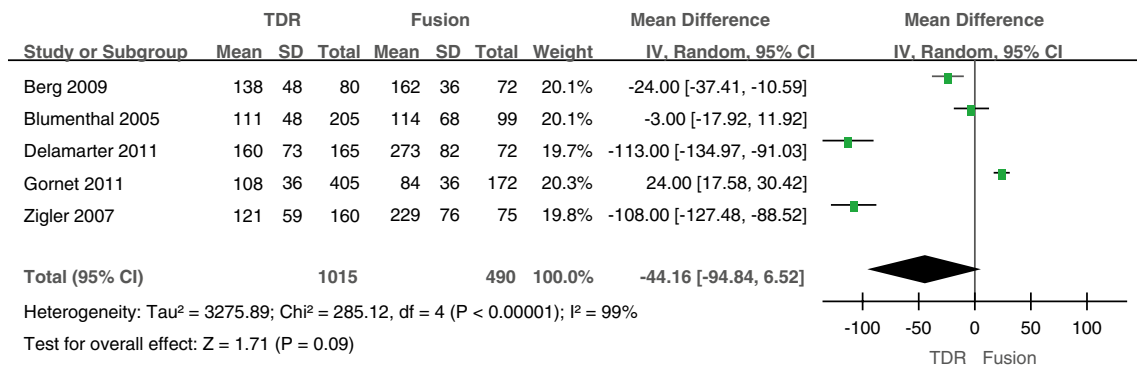 TDR Fusion Mean Difference Mean Difference
Study or Subgroup Mean SD Total Mean SD Total Weight IV, Random, 95% CI IV, Random, 95% CI
Berg 2009 138 48 80 162 36 72 20.1% -24.00 [-37.41, -10.59]
Blumenthal 2005 111 48 205 114 68 99 20.1% -3.00 [-17.92, 11.92]
Delamarter 2011 160 73 165 273 82 72 19.7% -113.00 [-134.97, -91.03]
Gornet 2011 108 36 405 84 36 172 20.3% 24.00 [17.58, 30.42]
Zigler 2007 121 59 160 229 76 75 19.8% -108.00 [-127.48, -88.52]
Total (95% CI) 1015 490 100.0% -44.16 [-94.84, 6.52]
Heterogeneity: Tau² = 3275.89; Chi² = 285.12, df = 4 (P < 0.00001); I² = 99%
Test for overall effect: Z = 1.71 (P = 0.09)
-100 -50 0 50 100
TDR Fusion